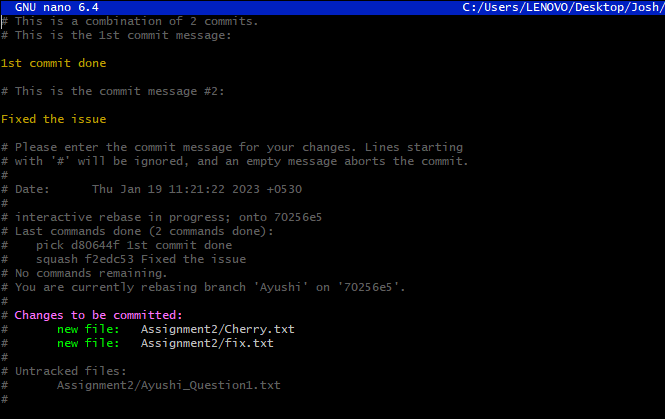 GNU nano 6.4 C:/Users/LENOVO/Desktop/Josh/
# This is a combination of 2 commits.
# This is the 1st commit message:
1st commit done
# This is the commit message #2:
Fixed the issue
# Please enter the commit message for your changes. Lines starting
# with '#' will be ignored, and an empty message aborts the commit.
#
# Date:      Thu Jan 19 11:21:22 2023 +0530
#
# interactive rebase in progress; onto 70256e5
# Last commands done (2 commands done):
#    pick d80644f 1st commit done
#    squash f2edc53 Fixed the issue
# No commands remaining.
# You are currently rebasing branch 'Ayushi' on '70256e5'.
#
# Changes to be committed:
#       new file:   Assignment2/Cherry.txt
#       new file:   Assignment2/fix.txt
#
# Untracked files:
#       Assignment2/Ayushi_Question1.txt
#